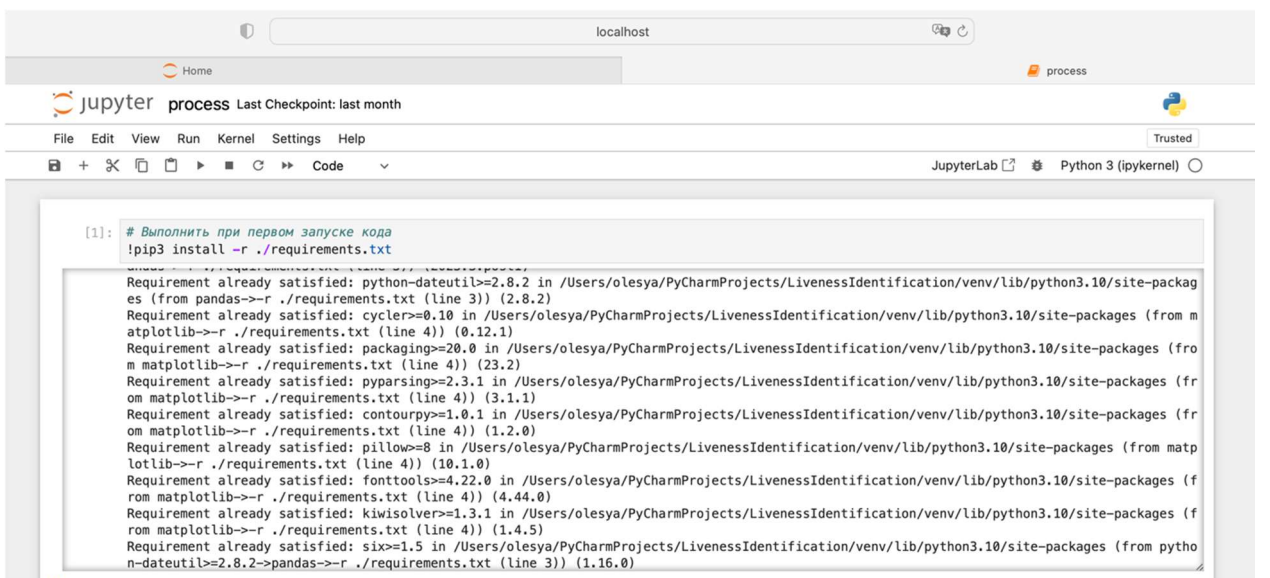 localhost
Home
process
jupyter process Last Checkpoint: last month
File Edit View Run Kernel Settings Help
Trusted
Code
JupyterLab
Python 3 (ipykernel)
[1]: # Выполнить при первом запуске кода
!pip3 install -r ./requirements.txt
andas->-r ./requirements.txt (line 3)) (2023.3.post1)
Requirement already satisfied: python-dateutil>=2.8.2 in /Users/olesya/PyCharmProjects/LivenessIdentification/venv/lib/python3.10/site-packag
es (from pandas->-r ./requirements.txt (line 3)) (2.8.2)
Requirement already satisfied: cycler>=0.10 in /Users/olesya/PyCharmProjects/LivenessIdentification/venv/lib/python3.10/site-packages (from m
atplotlib->-r ./requirements.txt (line 4)) (0.12.1)
Requirement already satisfied: packaging>=20.0 in /Users/olesya/PyCharmProjects/LivenessIdentification/venv/lib/python3.10/site-packages (fro
m matplotlib->-r ./requirements.txt (line 4)) (23.2)
Requirement already satisfied: pyparsing>=2.3.1 in /Users/olesya/PyCharmProjects/LivenessIdentification/venv/lib/python3.10/site-packages (fr
om matplotlib->-r ./requirements.txt (line 4)) (3.1.1)
Requirement already satisfied: contourpy>=1.0.1 in /Users/olesya/PyCharmProjects/LivenessIdentification/venv/lib/python3.10/site-packages (fr
om matplotlib->-r ./requirements.txt (line 4)) (1.2.0)
Requirement already satisfied: pillow>=8 in /Users/olesya/PyCharmProjects/LivenessIdentification/venv/lib/python3.10/site-packages (from matp
lotlib->-r ./requirements.txt (line 4)) (10.1.0)
Requirement already satisfied: fonttools>=4.22.0 in /Users/olesya/PyCharmProjects/LivenessIdentification/venv/lib/python3.10/site-packages (f
rom matplotlib->-r ./requirements.txt (line 4)) (4.44.0)
Requirement already satisfied: kiwisolver>=1.3.1 in /Users/olesya/PyCharmProjects/LivenessIdentification/venv/lib/python3.10/site-packages (f
rom matplotlib->-r ./requirements.txt (line 4)) (1.4.5)
Requirement already satisfied: six>=1.5 in /Users/olesya/PyCharmProjects/LivenessIdentification/venv/lib/python3.10/site-packages (from pytho
n-dateutil>=2.8.2->pandas->-r ./requirements.txt (line 3)) (1.16.0)